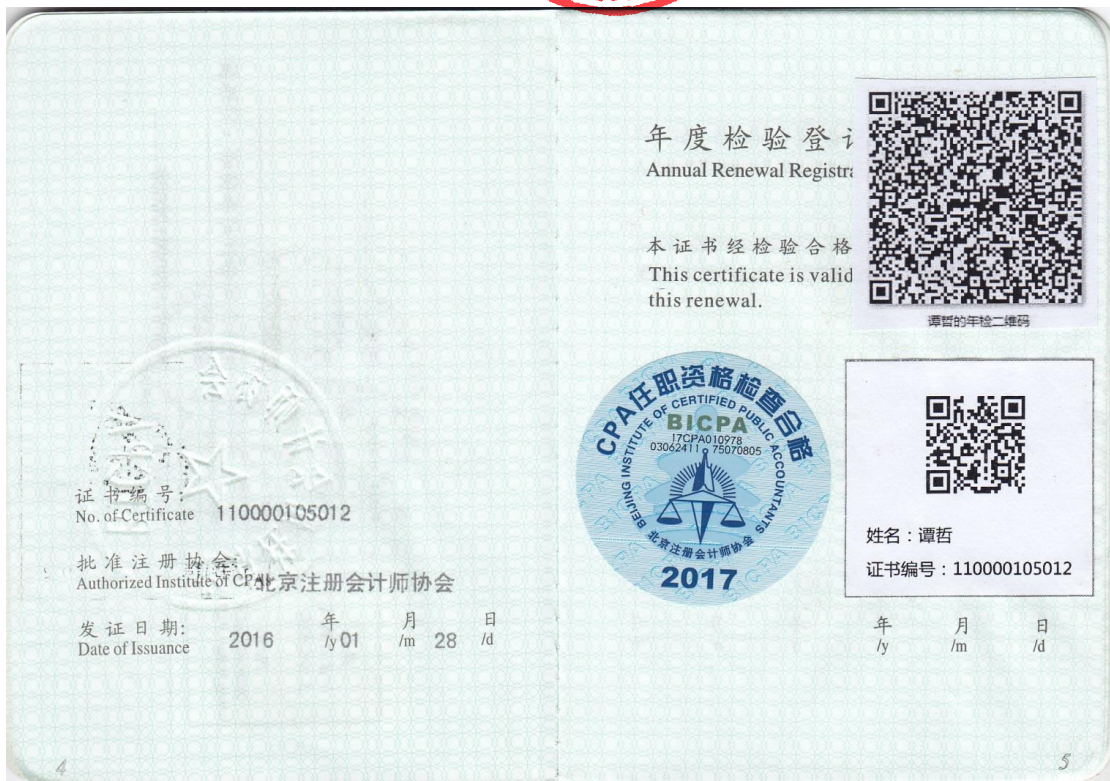 证书编号:
No. of Certificate 110000105012
批准注册协会:
Authorized Institute of CPAs 北京注册会计师协会
发证日期: 2016 年 01 月 28 日
Date of Issuance /y /m /d
4
年度检验登记
Annual Renewal Registra
本证书经检验合格
This certificate is valid
this renewal.
谭哲的年检二维码
CPA任职资格检查合格
BEIJING INSTITUTE OF CERTIFIED PUBLIC ACCOUNTANTS
BICPA
17CPA010978
03062411 75070805
北京注册会计师协会
2017
姓名：谭哲
证书编号：110000105012
年 月 日
/y /m /d
5